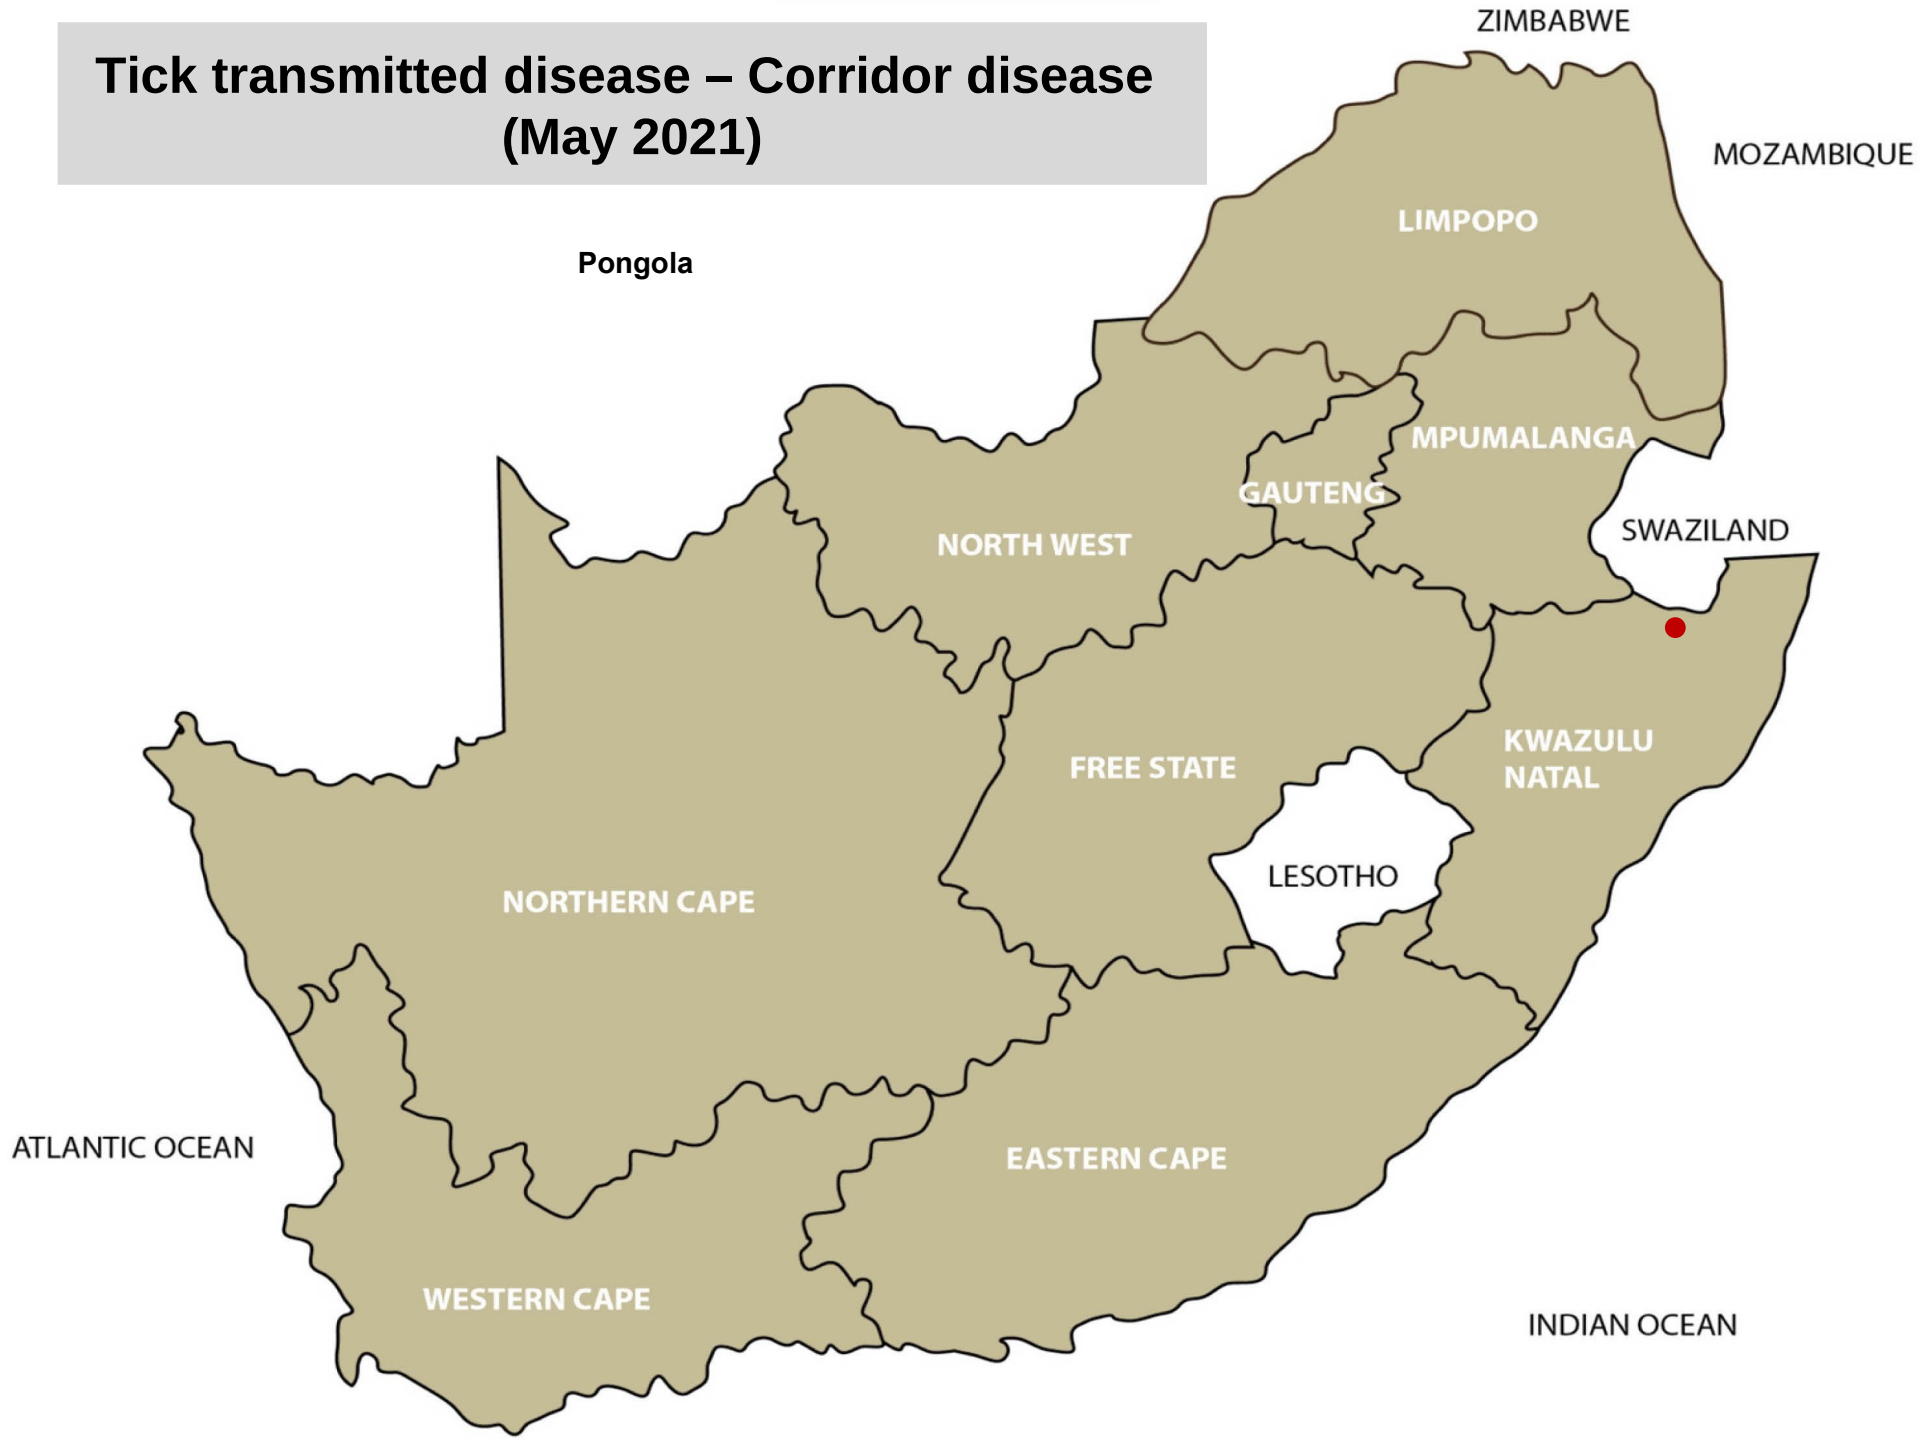 Tick transmitted disease – Corridor disease
(May 2021)
ZIMBABWE
MOZAMBIQUE
LIMPOPO
Pongola
MPUMALANGA
GAUTENG
SWAZILAND
NORTH WEST
KWAZULU
NATAL
FREE STATE
LESOTHO
NORTHERN CAPE
ATLANTIC OCEAN
EASTERN CAPE
WESTERN CAPE
INDIAN OCEAN